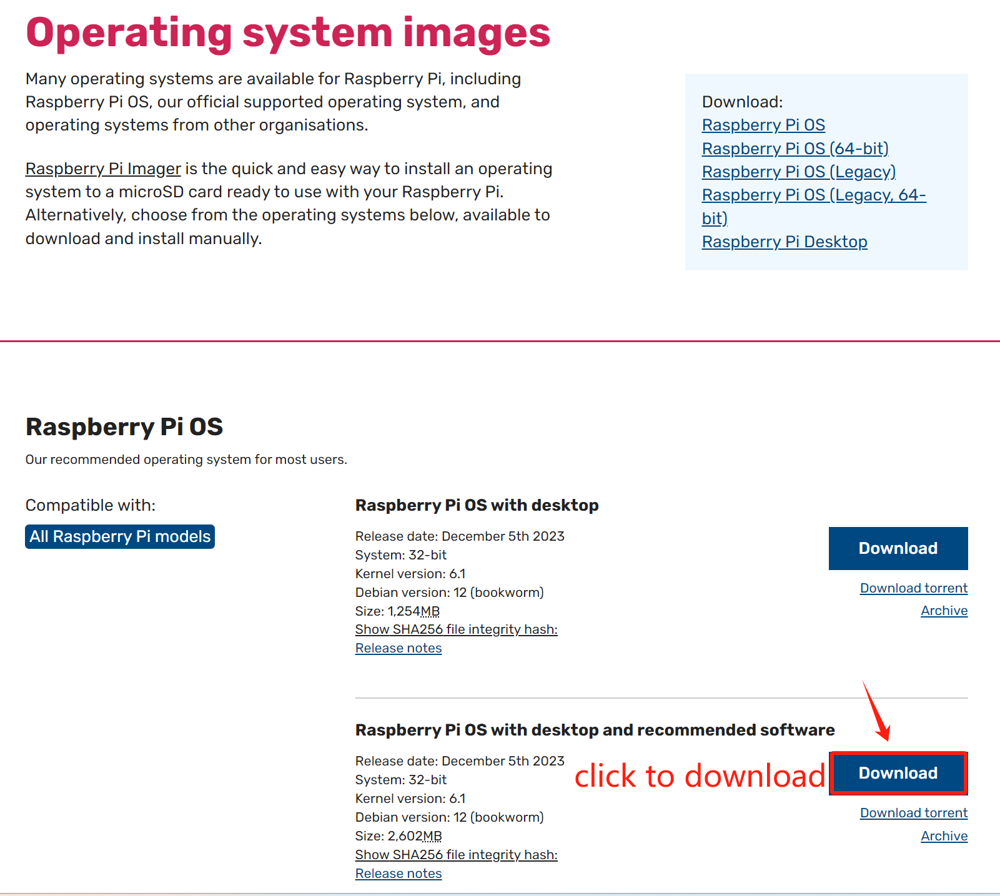 Operating system images
Many operating systems are available for Raspberry Pi, including
Raspberry Pi OS, our official supported operating system, and
operating systems from other organisations.
Raspberry Pi Imager is the quick and easy way to install an operating
system to a microSD card ready to use with your Raspberry Pi.
Alternatively, choose from the operating systems below, available to
download and install manually.
Download:
Raspberry Pi OS
Raspberry Pi OS (64-bit)
Raspberry Pi OS (Legacy)
Raspberry Pi OS (Legacy, 64-
bit)
Raspberry Pi Desktop
Raspberry Pi OS
Our recommended operating system for most users.
Compatible with:
All Raspberry Pi models
Raspberry Pi OS with desktop
Release date: December 5th 2023
System: 32-bit
Kernel version: 6.1
Debian version: 12 (bookworm)
Size: 1,254MB
Show SHA256 file integrity hash:
Release notes
Download
Download torrent
Archive
Raspberry Pi OS with desktop and recommended software
Release date: December 5th 2023
System: 32-bit
Kernel version: 6.1
Debian version: 12 (bookworm)
Size: 2,602MB
Show SHA256 file integrity hash:
Release notes
click to download
Download
Download torrent
Archive